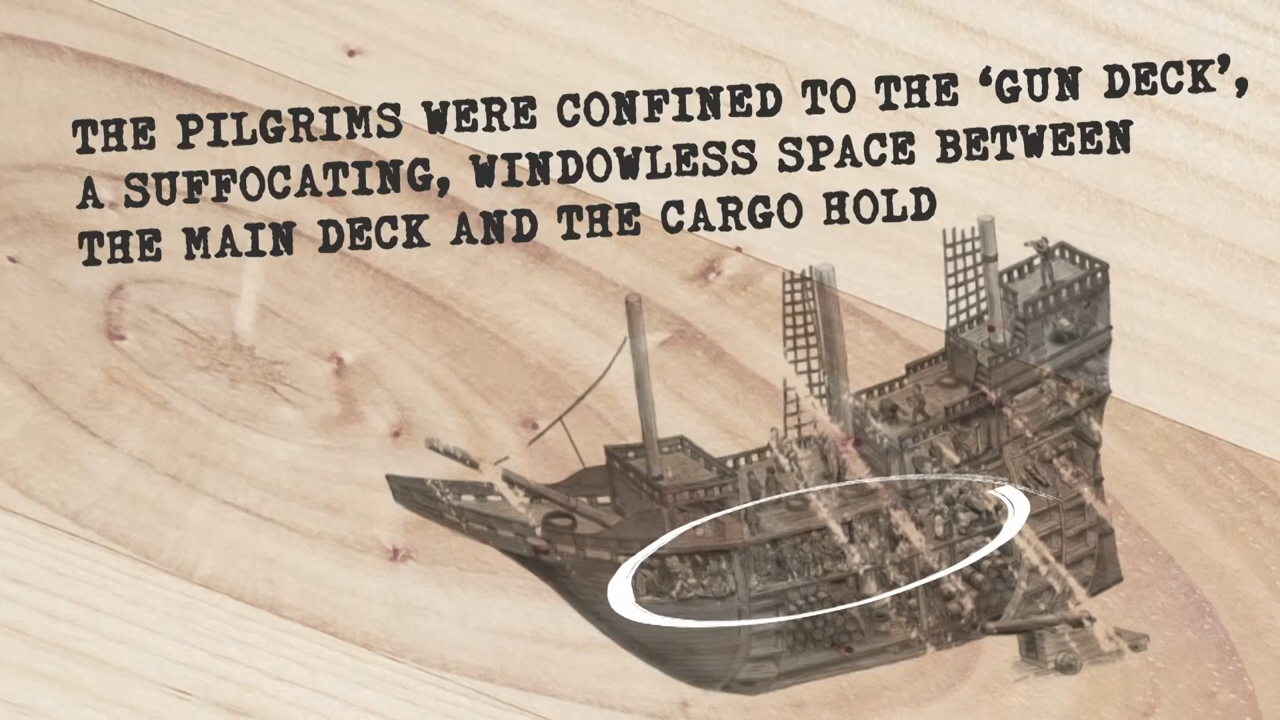 THE PILGRIMS WERE CONFINED TO THE ‘GUN DECK’,
A SUFFOCATING, WINDOWLESS SPACE BETWEEN
THE MAIN DECK AND THE CARGO HOLD